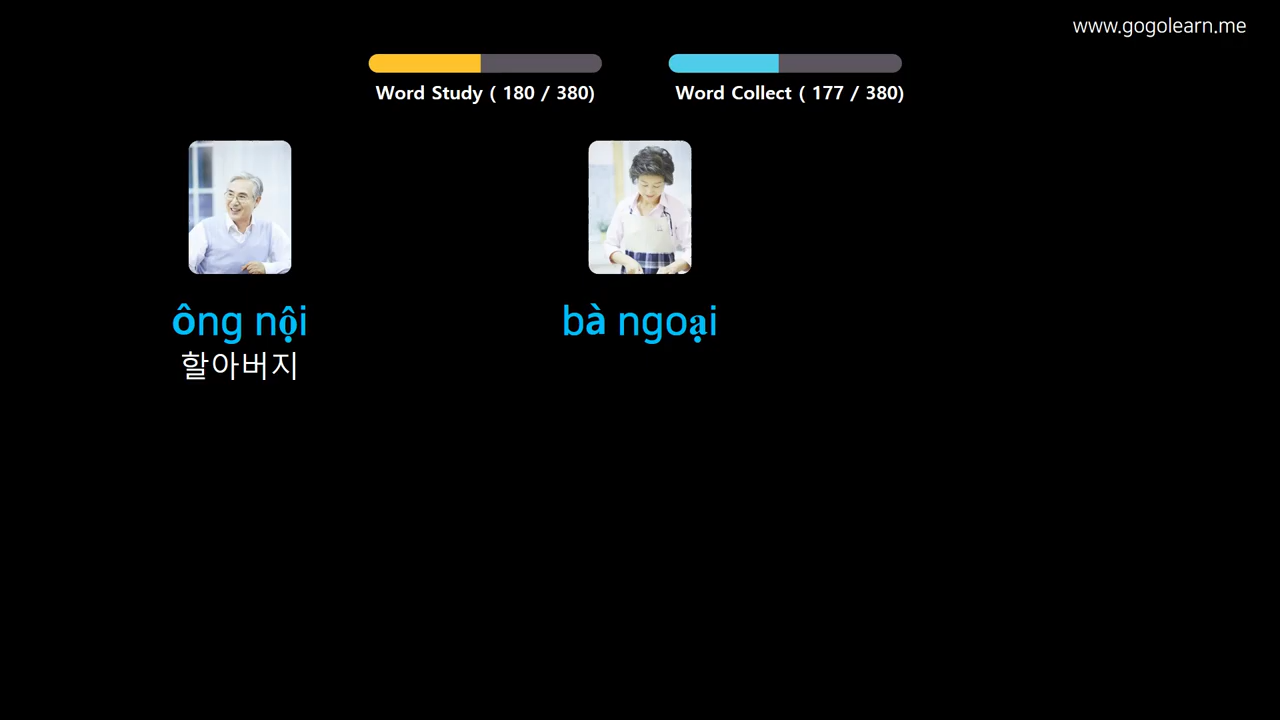 www.gogolearn.me
Word Study ( 180 / 380)
Word Collect ( 177 / 380)
ông nội
bà ngoại
할아버지